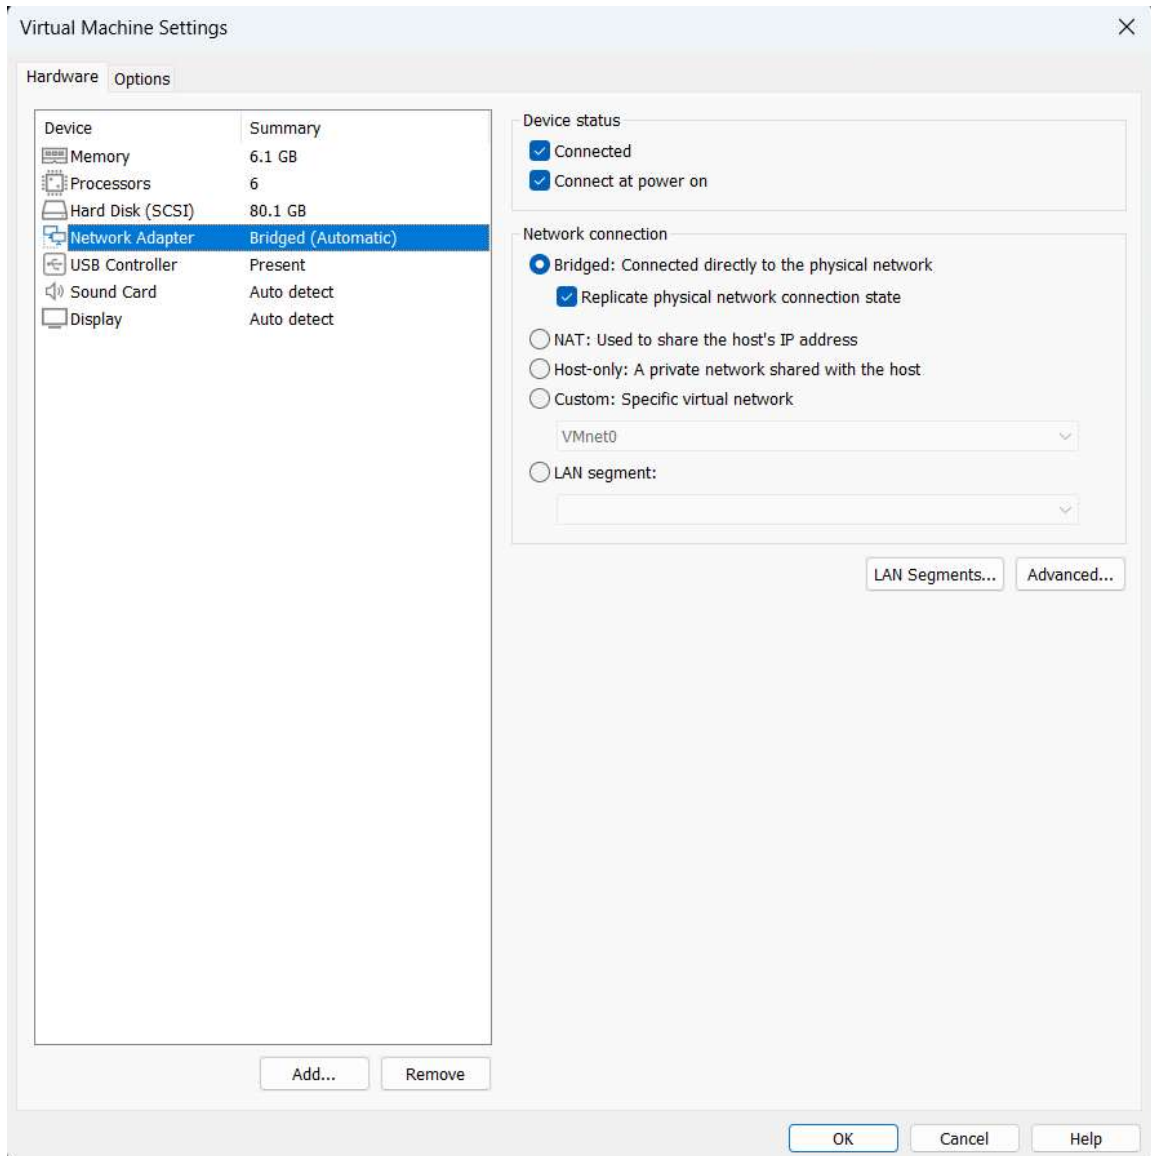 Virtual Machine Settings
Hardware Options
Device Summary
Memory 6.1 GB
Processors 6
Hard Disk (SCSI) 80.1 GB
Network Adapter Bridged (Automatic)
USB Controller Present
Sound Card Auto detect
Display Auto detect
Add... Remove
Device status
Connected
Connect at power on
Network connection
Bridged: Connected directly to the physical network
Replicate physical network connection state
NAT: Used to share the host's IP address
Host-only: A private network shared with the host
Custom: Specific virtual network
VMnet0
LAN segment:
LAN Segments... Advanced...
OK Cancel Help